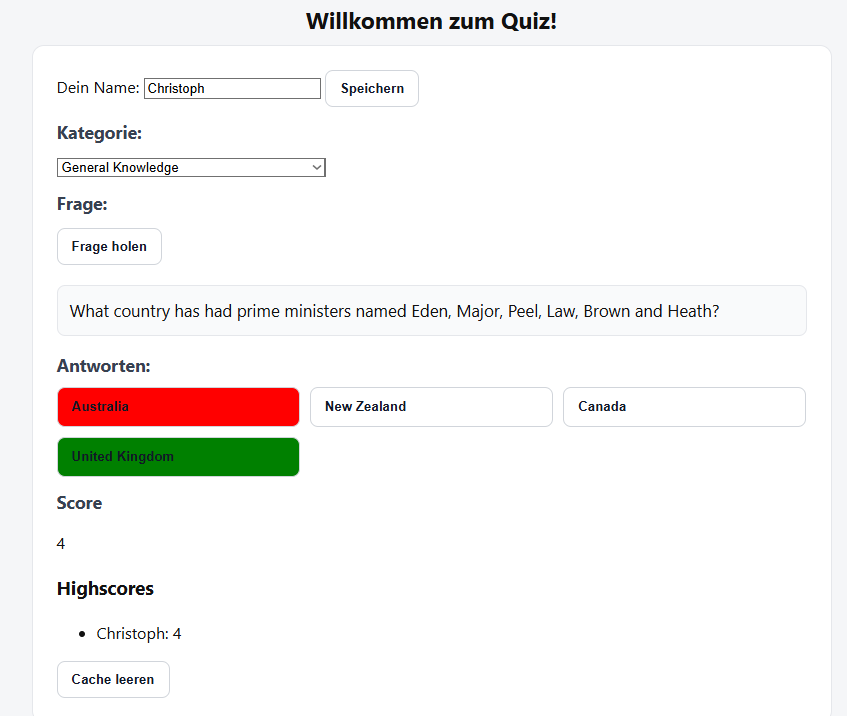 Willkommen zum Quiz!
Dein Name: Christoph Speichern
Kategorie:
General Knowledge
Frage:
Frage holen
What country has had prime ministers named Eden, Major, Peel, Law, Brown and Heath?
Antworten:
Australia New Zealand Canada
United Kingdom
Score
4
Highscores
• Christoph: 4
Cache leeren